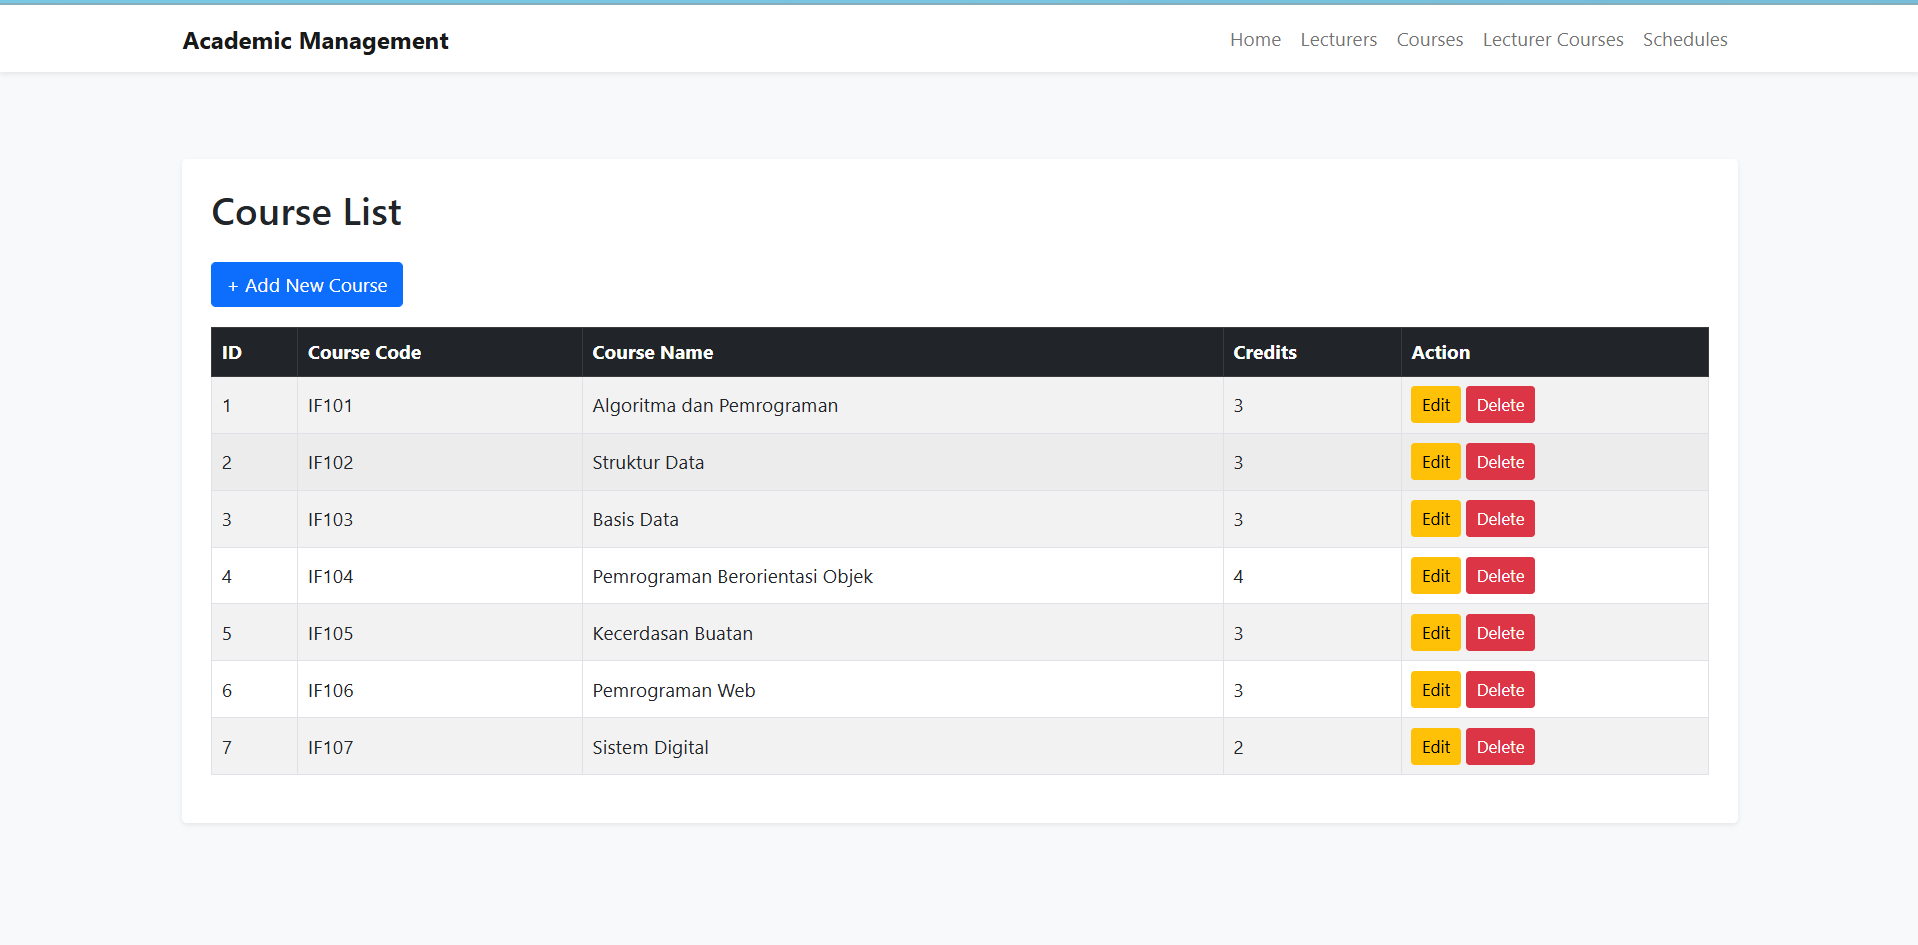 Academic Management Home Lecturers Courses Lecturer Courses Schedules
Course List
+ Add New Course
ID Course Code Course Name Credits Action
1 IF101 Algoritma dan Pemrograman 3 Edit Delete
2 IF102 Struktur Data 3 Edit Delete
3 IF103 Basis Data 3 Edit Delete
4 IF104 Pemrograman Berorientasi Objek 4 Edit Delete
5 IF105 Kecerdasan Buatan 3 Edit Delete
6 IF106 Pemrograman Web 3 Edit Delete
7 IF107 Sistem Digital 2 Edit Delete